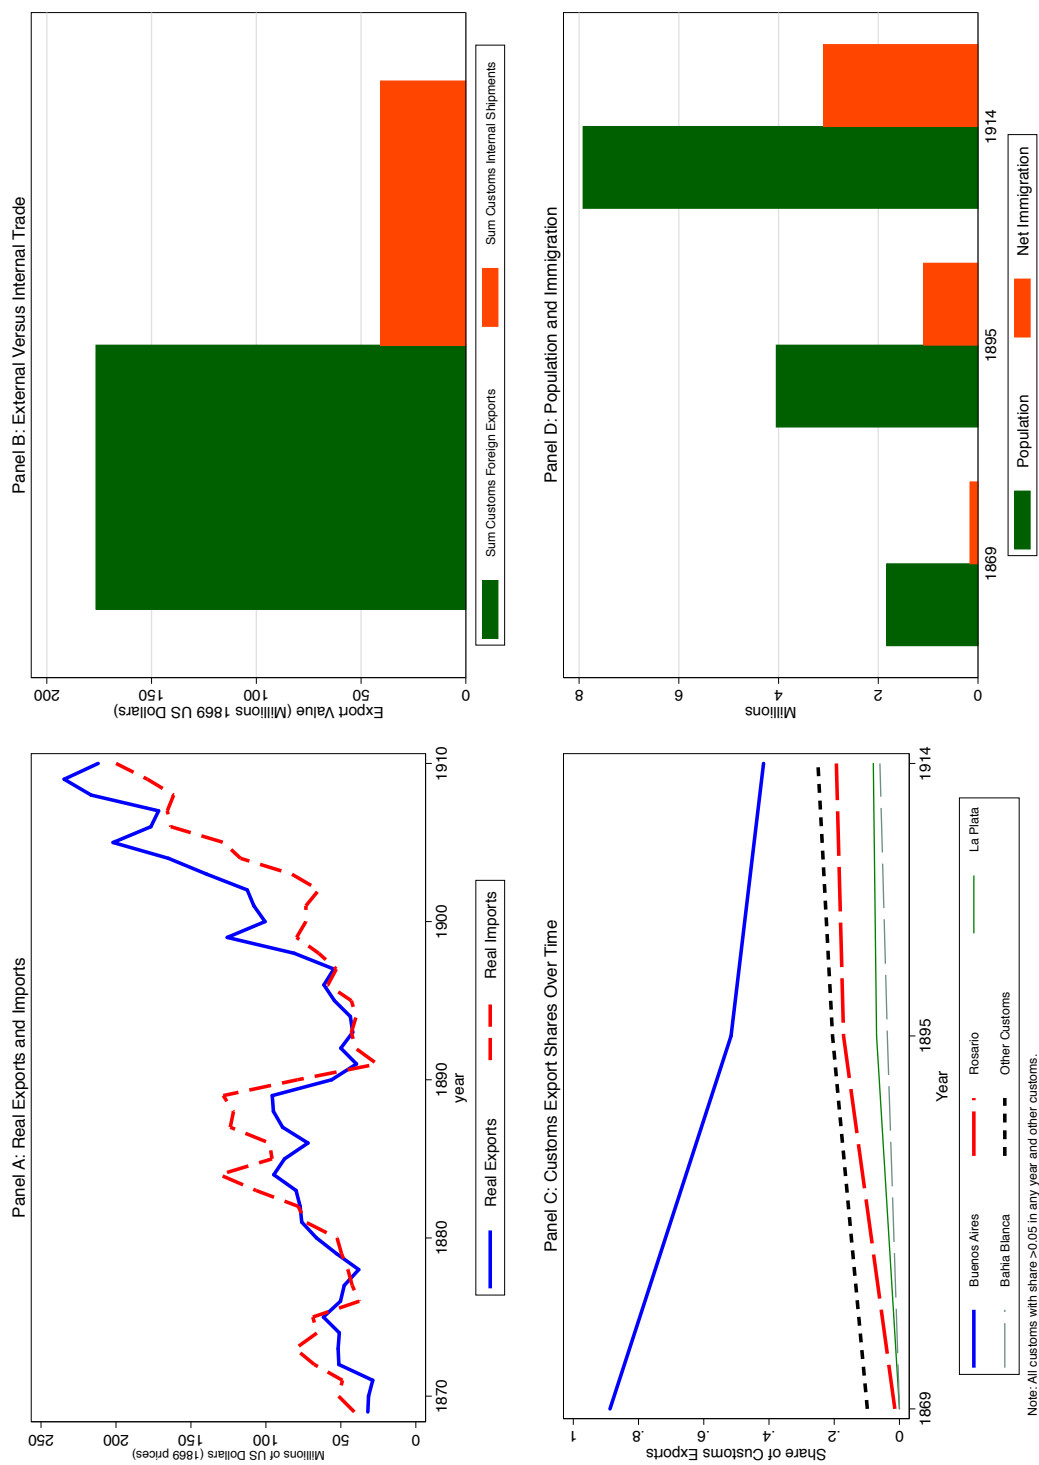 Panel A: Real Exports and Imports
Millions of US Dollars (1869 prices)
250
200
150
100
50
0
1870 1880 1890 1900 1910
year
Real Exports Real Imports
Panel B: External Versus Internal Trade
Export Value (Millions 1869 US Dollars)
200
150
100
50
0
Sum Customs Foreign Exports Sum Customs Internal Shipments
Panel C: Customs Export Shares Over Time
Share of Customs Exports
1
.8
.6
.4
.2
0
1869 1895 1914
Year
Buenos Aires Rosario La Plata
Bahia Blanca Other Customs
Note: All customs with share >0.05 in any year and other customs.
Panel D: Population and Immigration
Millions
8
6
4
2
0
1869 1895 1914
Population Net Immigration